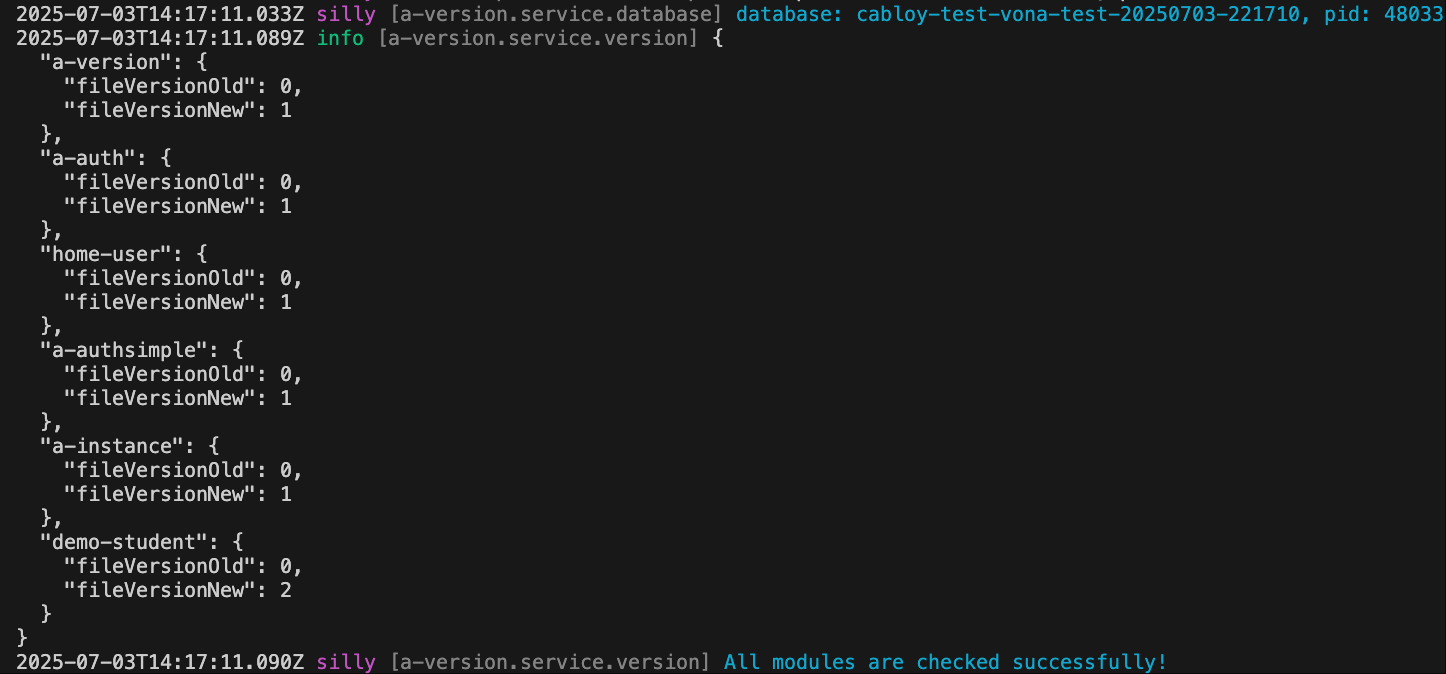 2025-07-03T14:17:11.033Z silly [a-version.service.database] database: cabloy-test-vona-test-20250703-221710, pid: 48033
2025-07-03T14:17:11.089Z info [a-version.service.version] {
  "a-version": {
    "fileVersionOld": 0,
    "fileVersionNew": 1
  },
  "a-auth": {
    "fileVersionOld": 0,
    "fileVersionNew": 1
  },
  "home-user": {
    "fileVersionOld": 0,
    "fileVersionNew": 1
  },
  "a-authsimple": {
    "fileVersionOld": 0,
    "fileVersionNew": 1
  },
  "a-instance": {
    "fileVersionOld": 0,
    "fileVersionNew": 1
  },
  "demo-student": {
    "fileVersionOld": 0,
    "fileVersionNew": 2
  }
}
2025-07-03T14:17:11.090Z silly [a-version.service.version] All modules are checked successfully!